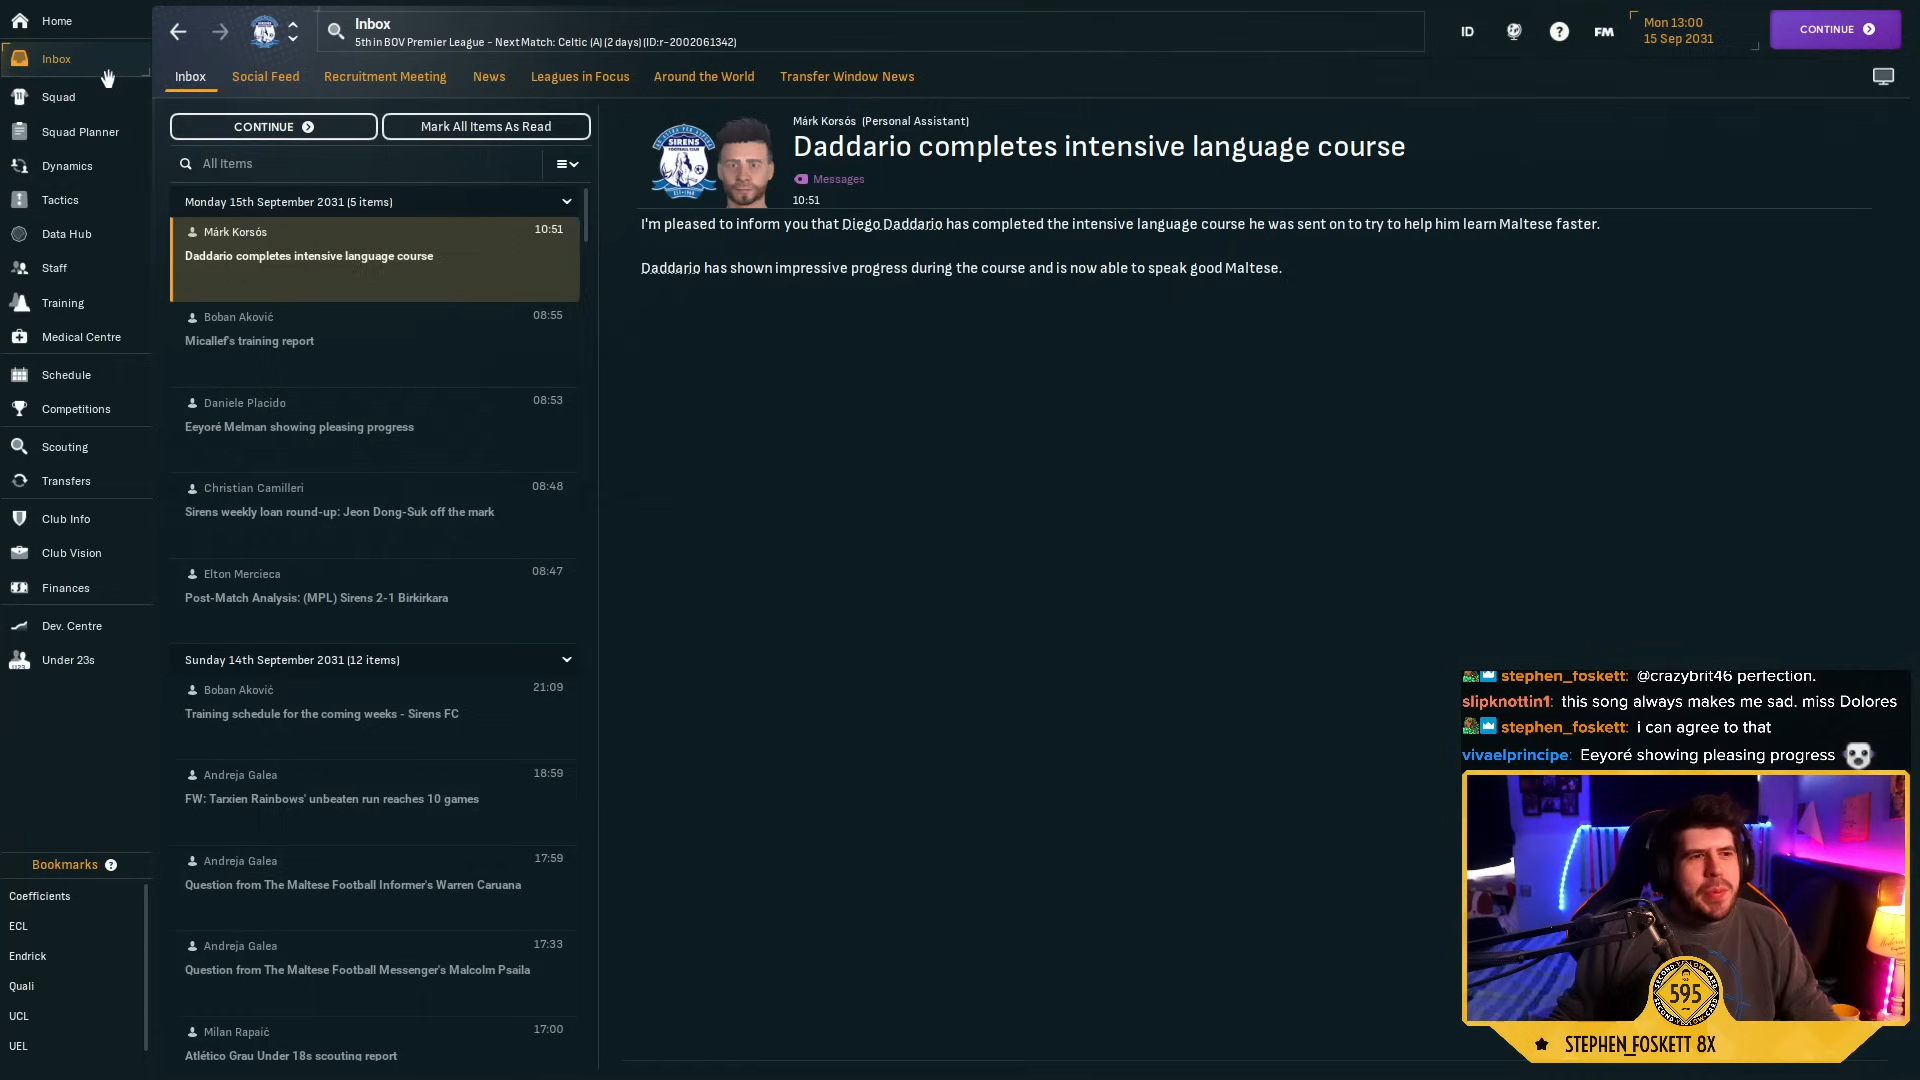 Home
Inbox
Squad
Squad Planner
Dynamics
Tactics
Data Hub
Staff
Training
Medical Centre
Schedule
Competitions
Scouting
Transfers
Club Info
Club Vision
Finances
Dev. Centre
Under 23s
Bookmarks ?
Coefficients
ECL
Endrick
Quali
UCL
UEL
Inbox
5th in BOV Premier League - Next Match: Celtic (A) (2 days) (ID:r-2002061342)
ID
?
FM
Mon 13:00
15 Sep 2031
CONTINUE
Inbox Social Feed Recruitment Meeting News Leagues in Focus Around the World Transfer Window News
CONTINUE
Mark All Items As Read
All Items
Monday 15th September 2031 (5 items)
Márk Korsós 10:51
Daddario completes intensive language course
Boban Aković 08:55
Micallef's training report
Daniele Placido 08:53
Eeyoré Melman showing pleasing progress
Christian Camilleri 08:48
Sirens weekly loan round-up: Jeon Dong-Suk off the mark
Elton Mercieca 08:47
Post-Match Analysis: (MPL) Sirens 2-1 Birkirkara
Sunday 14th September 2031 (12 items)
Boban Aković 21:09
Training schedule for the coming weeks - Sirens FC
Andreja Galea 18:59
FW: Tarxien Rainbows' unbeaten run reaches 10 games
Andreja Galea 17:59
Question from The Maltese Football Informer's Warren Caruana
Andreja Galea 17:33
Question from The Maltese Football Messenger's Malcolm Psaila
Milan Rapaić 17:00
Atlético Grau Under 18s scouting report
SIRENS
FOOTBALL CLUB
Márk Korsós (Personal Assistant)
Daddario completes intensive language course
Messages
10:51
I'm pleased to inform you that Diego Daddario has completed the intensive language course he was sent on to try to help him learn Maltese faster.
Daddario has shown impressive progress during the course and is now able to speak good Maltese.
stephen_foskett: @crazybrit46 perfection.
slipknottin1: this song always makes me sad. miss Dolores
stephen_foskett: i can agree to that
vivaelprincipe: Eeyoré showing pleasing progress
SECOND YELLOW CARD
595
STEPHEN_FOSKETT 8X